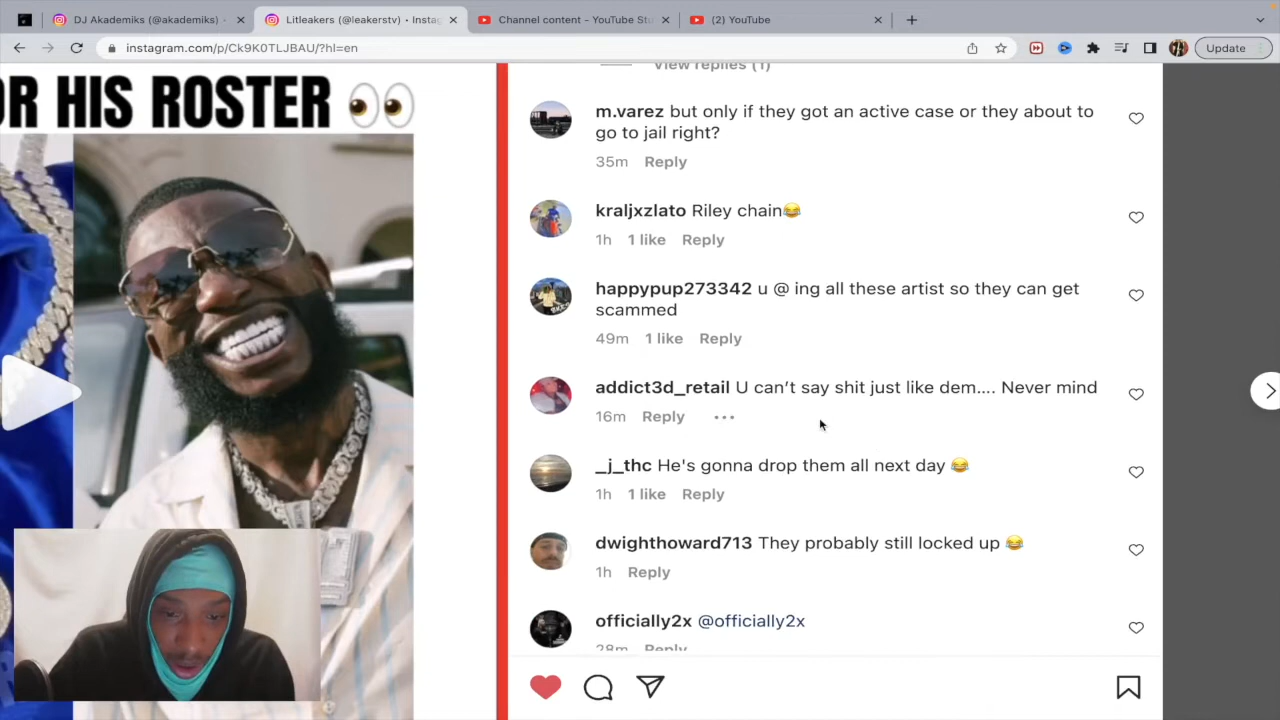 DJ Akademiks (@akademiks) -
Litleakers (@leakerstv) • Insta
Channel content - YouTube Stu
(2) YouTube
instagram.com/p/Ck9K0TLJBAU/?hl=en
Update
OR HIS ROSTER 👀
View replies (1)
m.varez but only if they got an active case or they about to
go to jail right?
35m Reply
kraljxzlato Riley chain😂
1h 1 like Reply
happypup273342 u @ ing all these artist so they can get
scammed
49m 1 like Reply
addict3d_retail U can't say shit just like dem.... Never mind
16m Reply •••
_j_thc He's gonna drop them all next day 😂
1h 1 like Reply
dwighthoward713 They probably still locked up 😂
1h Reply
officially2x @officially2x
28m Reply